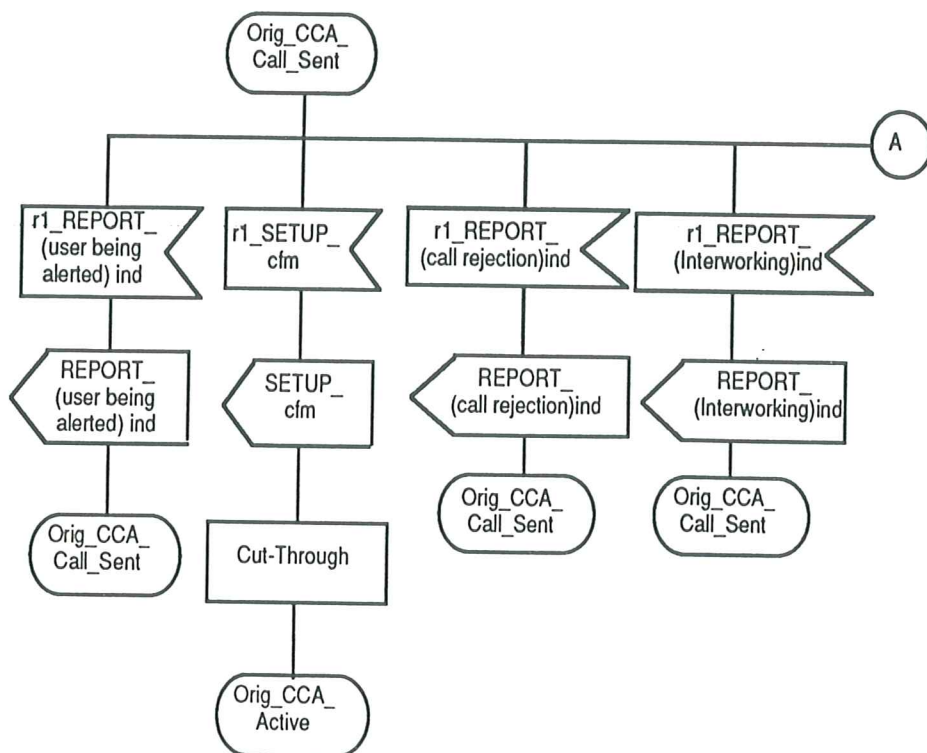 Orig_CCA_
Call_Sent
A
r1_REPORT_
(user being
alerted) ind
r1_SETUP_
cfm
r1_REPORT_
(call rejection)ind
r1_REPORT_
(Interworking)ind
REPORT_
(user being
alerted) ind
SETUP_
cfm
REPORT_
(call rejection)ind
REPORT_
(Interworking)ind
Orig_CCA_
Call_Sent
Cut-Through
Orig_CCA_
Call_Sent
Orig_CCA_
Call_Sent
Orig_CCA_
Active